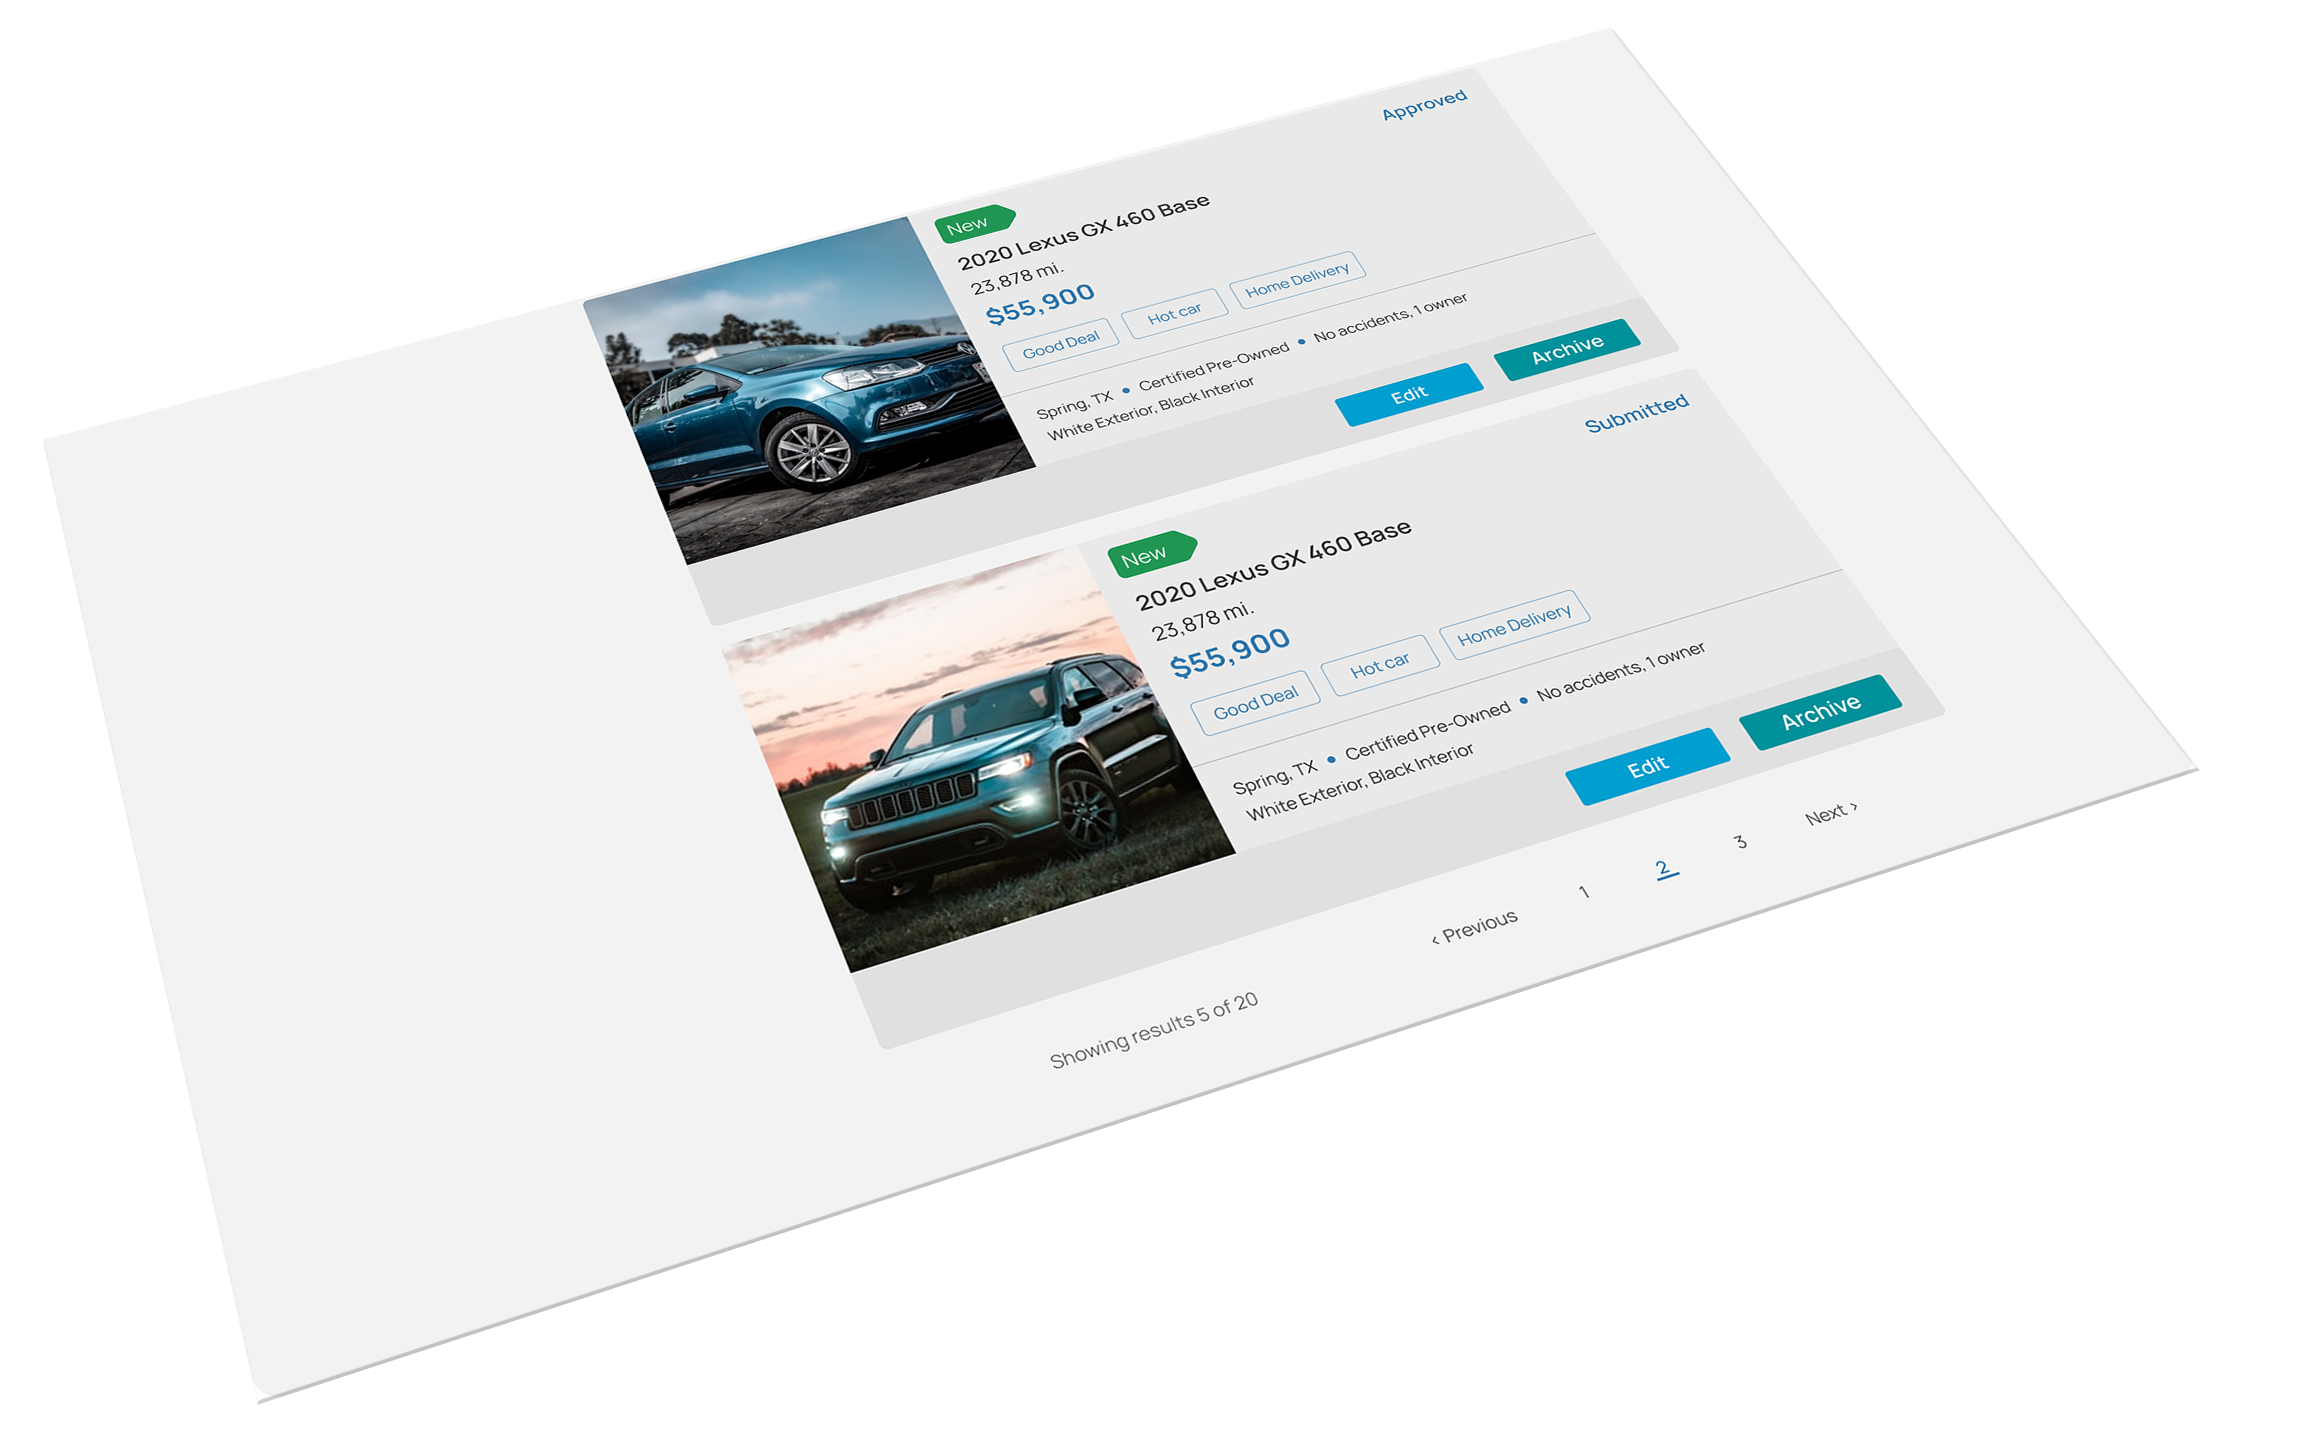 Approved
New
2020 Lexus GX 460 Base
23,878 mi.
$55,900
Good Deal
Hot car
Home Delivery
Spring, TX • Certified Pre-Owned • No accidents, 1 owner
White Exterior, Black Interior
Edit
Archive
Submitted
New
2020 Lexus GX 460 Base
23,878 mi.
$55,900
Good Deal
Hot car
Home Delivery
Spring, TX • Certified Pre-Owned • No accidents, 1 owner
White Exterior, Black Interior
Edit
Archive
Showing results 5 of 20
‹ Previous 1 2 3 Next ›